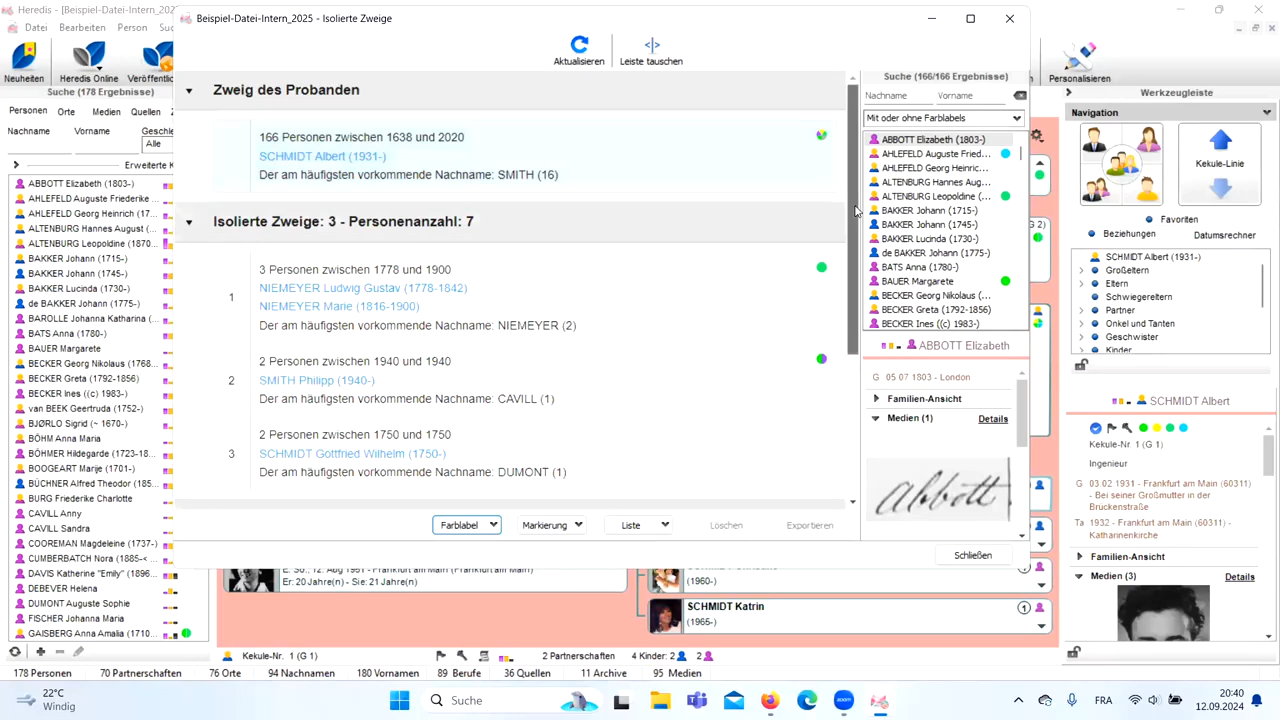 Heredis - [Beispiel-Datei-Intern_2025
Beispiel-Datei-Intern_2025 - Isolierte Zweige
Datei Bearbeiten Person
Neuheiten
Heredis Online
Personalisieren
Aktualisieren
Leiste tauschen
Suche (178 Ergebnisse)
Personen Orte Medien Quellen
Nachname Vorname
Alle
Erweiterte
ABBOTT Elizabeth (1803-)
AHLEFELD Auguste Friederike
AHLEFELD Georg Heinrich (17...
ALTENBURG Hannes August (...
ALTENBURG Leopoldine (1870...
BAKKER Johann (1715-)
BAKKER Johann (1745-)
BAKKER Lucinda (1730-)
de BAKKER Johann (1775-)
BAROLLE Johanna Katharina (...
BATS Anna (1780-)
BAUER Margarete
BECKER Georg Nikolaus (1768...
BECKER Greta (1792-1856)
BECKER Ines ((c) 1983-)
van BEEK Geertruda (1752-)
BJØRLO Sigrid (~ 1670-)
BÖHM Anna Maria
BÖHMER Hildegarde (1723-18...
BOOGEART Marije (1701-)
BÜCHNER Alfred Theodor (185...
BURG Friederike Charlotte
CAVILL Anny
CAVILL Sandra
COOREMAN Magdeleine (1737-)
CUMBERBATCH Nora (1885-<
DAVIS Katherine "Emily" (1896...
DEBEVER Helena
DUMONT Auguste Sophie
FISCHER Johanna Maria
GAISBERG Anna Amalia (1710...
Zweig des Probanden
166 Personen zwischen 1638 und 2020
SCHMIDT Albert (1931-)
Der am häufigsten vorkommende Nachname: SMITH (16)
Isolierte Zweige: 3 - Personenanzahl: 7
1
3 Personen zwischen 1778 und 1900
NIEMEYER Ludwig Gustav (1778-1842)
NIEMEYER Marie (1816-1900)
Der am häufigsten vorkommende Nachname: NIEMEYER (2)
2
2 Personen zwischen 1940 und 1940
SMITH Philipp (1940-)
Der am häufigsten vorkommende Nachname: CAVILL (1)
3
2 Personen zwischen 1750 und 1750
SCHMIDT Gottfried Wilhelm (1750-)
Der am häufigsten vorkommende Nachname: DUMONT (1)
Farblabel Markierung Liste Löschen Exportieren
Schließen
Suche (166/166 Ergebnisse)
Nachname Vorname
Mit oder ohne Farblabels
ABBOTT Elizabeth (1803-)
AHLEFELD Auguste Fried...
AHLEFELD Georg Heinric...
ALTENBURG Hannes Aug...
ALTENBURG Leopoldine (...
BAKKER Johann (1715-)
BAKKER Johann (1745-)
BAKKER Lucinda (1730-)
de BAKKER Johann (1775-)
BATS Anna (1780-)
BAUER Margarete
BECKER Georg Nikolaus (...
BECKER Greta (1792-1856)
BECKER Ines ((c) 1983-)
ABBOTT Elizabeth
G 05 07 1803 - London
Familien-Ansicht
Medien (1) Details
Abbott
Werkzeugleiste
Navigation
Kekule-Linie
Favoriten
Beziehungen Datumsrechner
SCHMIDT Albert (1931-)
Großeltern
Eltern
Schwiegereltern
Partner
Onkel und Tanten
Geschwister
Kinder
SCHMIDT Albert
Kekule-Nr. 1 (G 1)
Ingenieur
G 03.02 1931 - Frankfurt am Main (60311)
- Bei seiner Großmutter in der
Brückenstraße
Ta 1932 - Frankfurt am Main (60311) -
Katharinenkirche
Familien-Ansicht
Medien (3) Details
E: So., 12. Aug 1951 - Frankfurt am Main (Frankfurt am Main)
Er: 20 Jahre(n) - Sie: 21 Jahre(n)
(1960-)
SCHMIDT Katrin
(1965-)
1
Kekule-Nr. 1 (G 1)
2 Partnerschaften 4 Kinder: 2 2
178 Personen 70 Partnerschaften 76 Orte 94 Nachnamen 180 Vornamen 89 Berufe 36 Quellen 11 Archive 95 Medien
22°C
Windig
Suche
zoom
FRA
20:40
12.09.2024